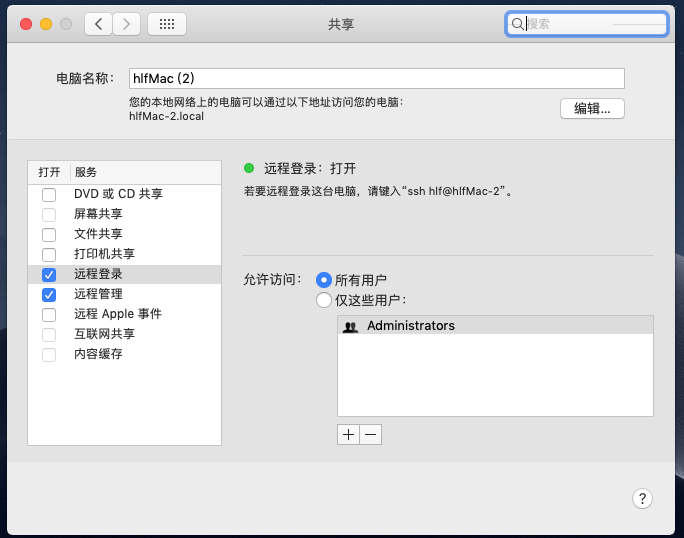 共享
搜索
电脑名称： hlfMac (2)
您的本地网络上的电脑可以通过以下地址访问您的电脑：
hlfMac-2.local
编辑...
打开 服务
DVD 或 CD 共享
屏幕共享
文件共享
打印机共享
远程登录
远程管理
远程 Apple 事件
互联网共享
内容缓存
远程登录：打开
若要远程登录这台电脑，请键入“ssh hlf@hlfMac-2”。
允许访问： 所有用户
仅这些用户：
Administrators
?